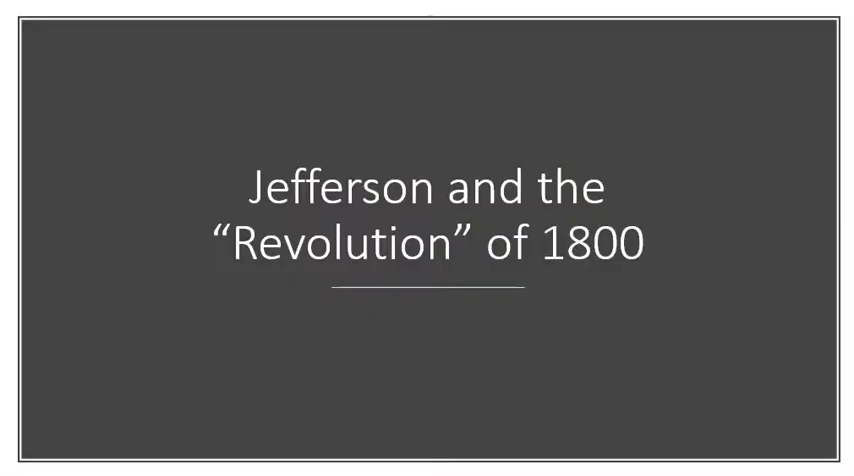 Jefferson and the
“Revolution” of 1800